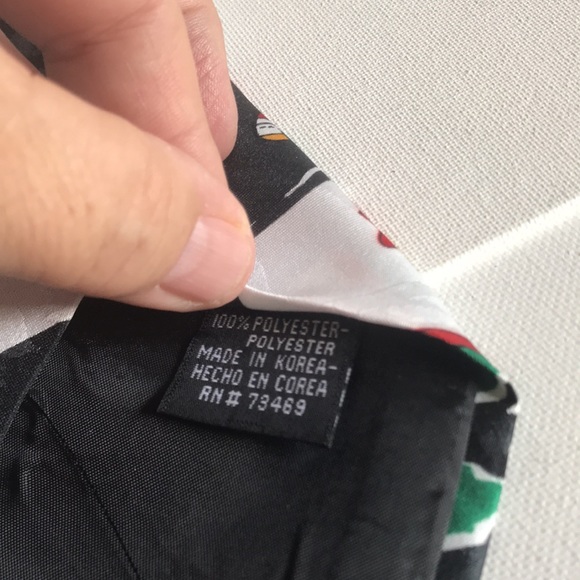 100% POLYESTER-
POLYESTER
MADE IN KOREA-
HECHO EN COREA
RN# 73469